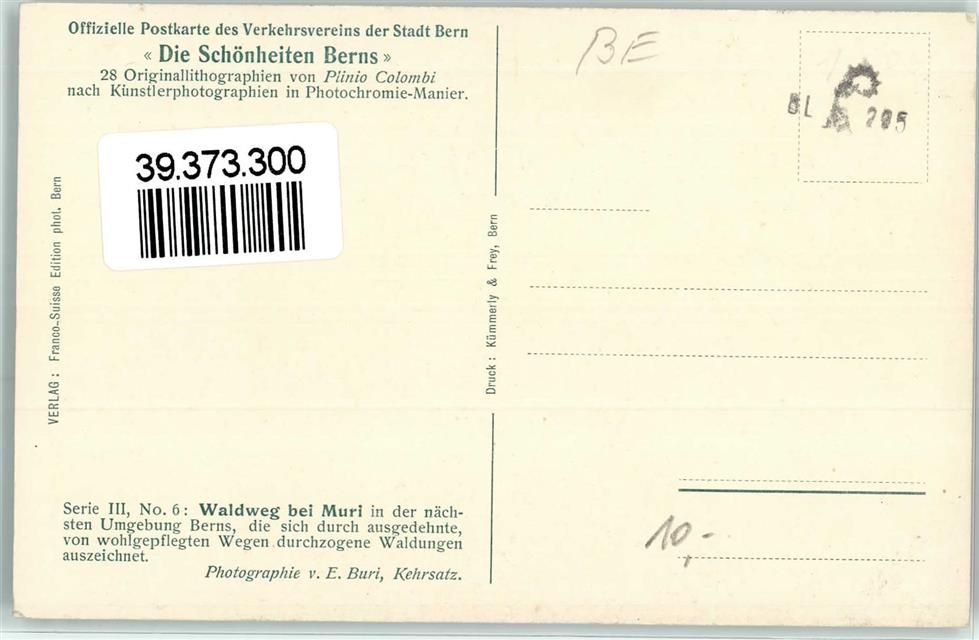 Offizielle Postkarte des Verkehrsvereins der Stadt Bern
« Die Schönheiten Berns »
28 Originallithographien von Plinio Colombi
nach Künstlerphotographien in Photochromie-Manier.
39.373.300
VERLAG : Franco-Suisse Edition phot. Bern
Serie III, No. 6 : Waldweg bei Muri in der näch-
sten Umgebung Berns, die sich durch ausgedehnte,
von wohlgepflegten Wegen durchzogene Waldungen
auszeichnet.
Photographie v. E. Buri, Kehrsatz.
Druck : Kümmerly & Frey, Bern
BE
10.-